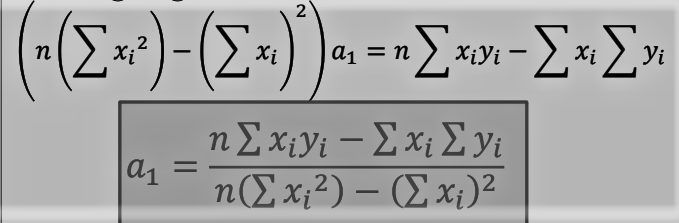 (n(∑xᵢ²) − (∑xᵢ)²)a₁ = n∑xᵢyᵢ − ∑xᵢ∑yᵢ
a₁ = (n∑xᵢyᵢ − ∑xᵢ∑yᵢ) / (n(∑xᵢ²) − (∑xᵢ)²)